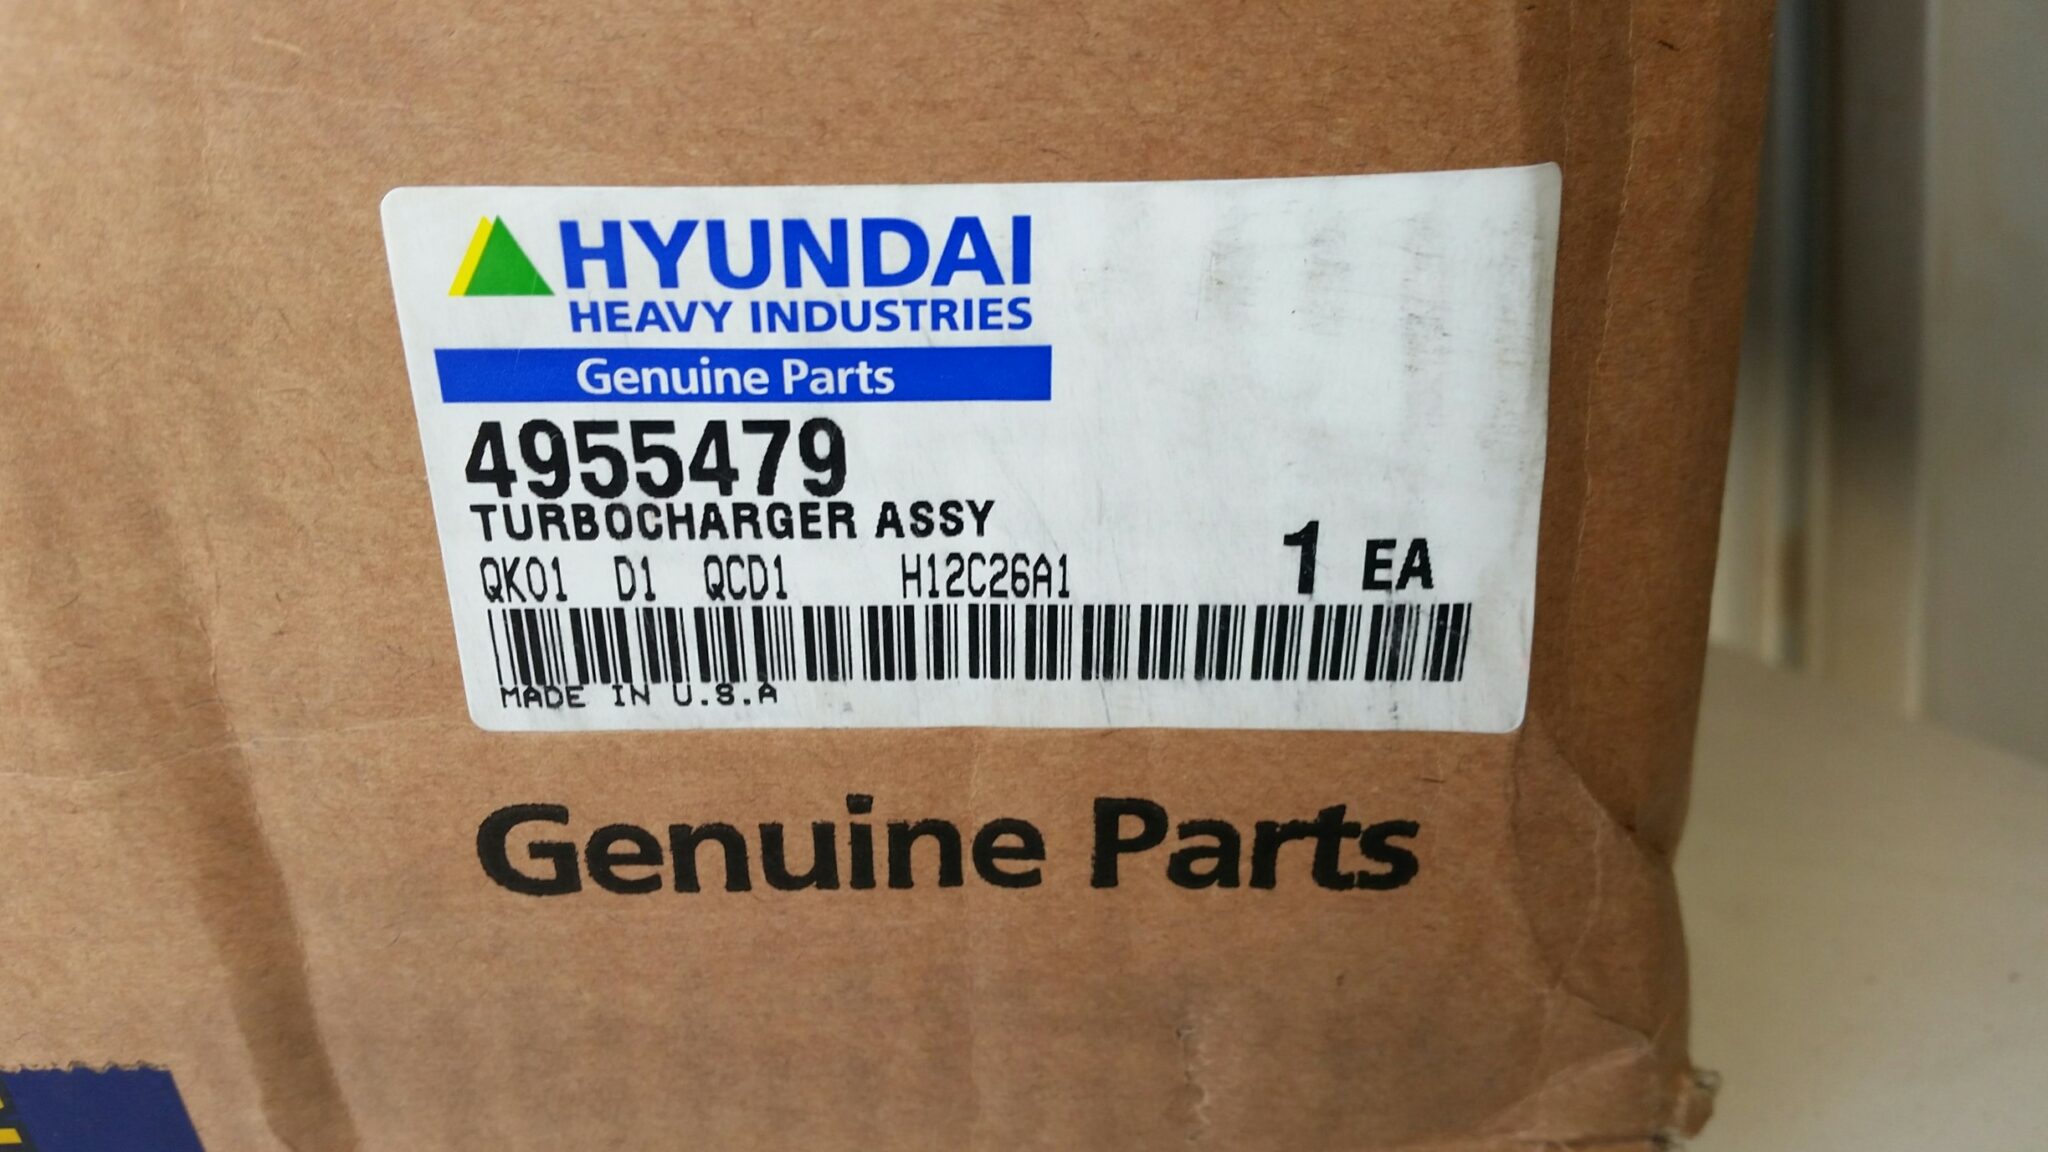 HYUNDAI
HEAVY INDUSTRIES
Genuine Parts
4955479
TURBOCHARGER ASSY
1 EA
QK01 D1 QCD1 H12C26A1
MADE IN U.S.A
Genuine Parts